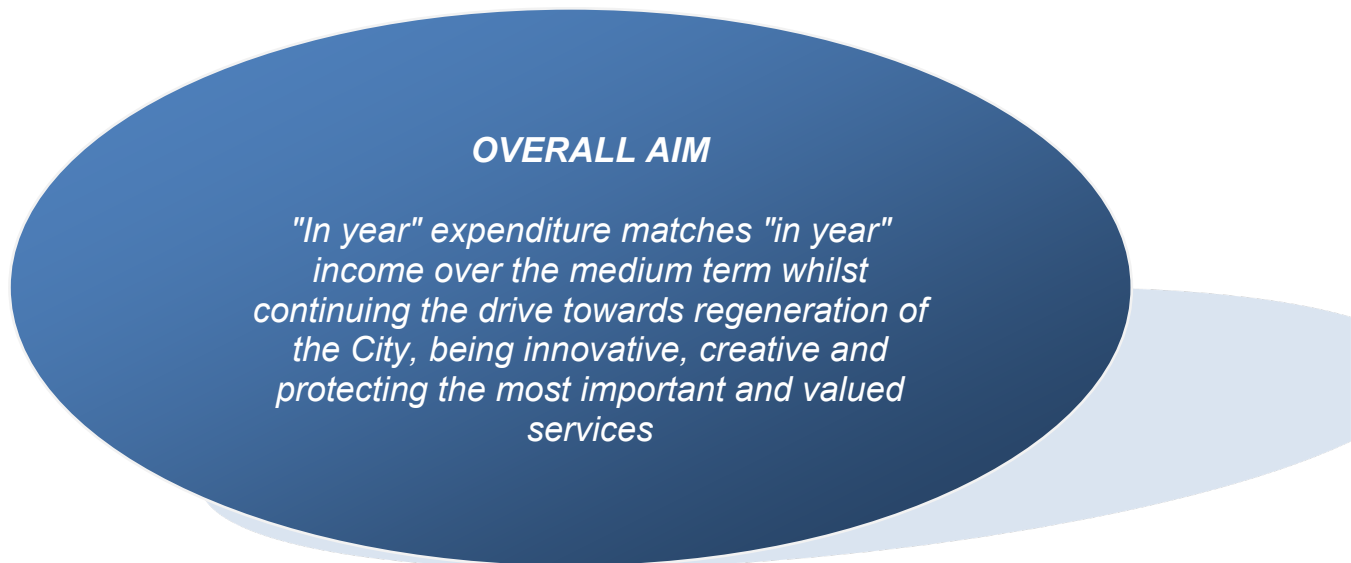 OVERALL AIM
"In year" expenditure matches "in year"
income over the medium term whilst
continuing the drive towards regeneration of
the City, being innovative, creative and
protecting the most important and valued
services